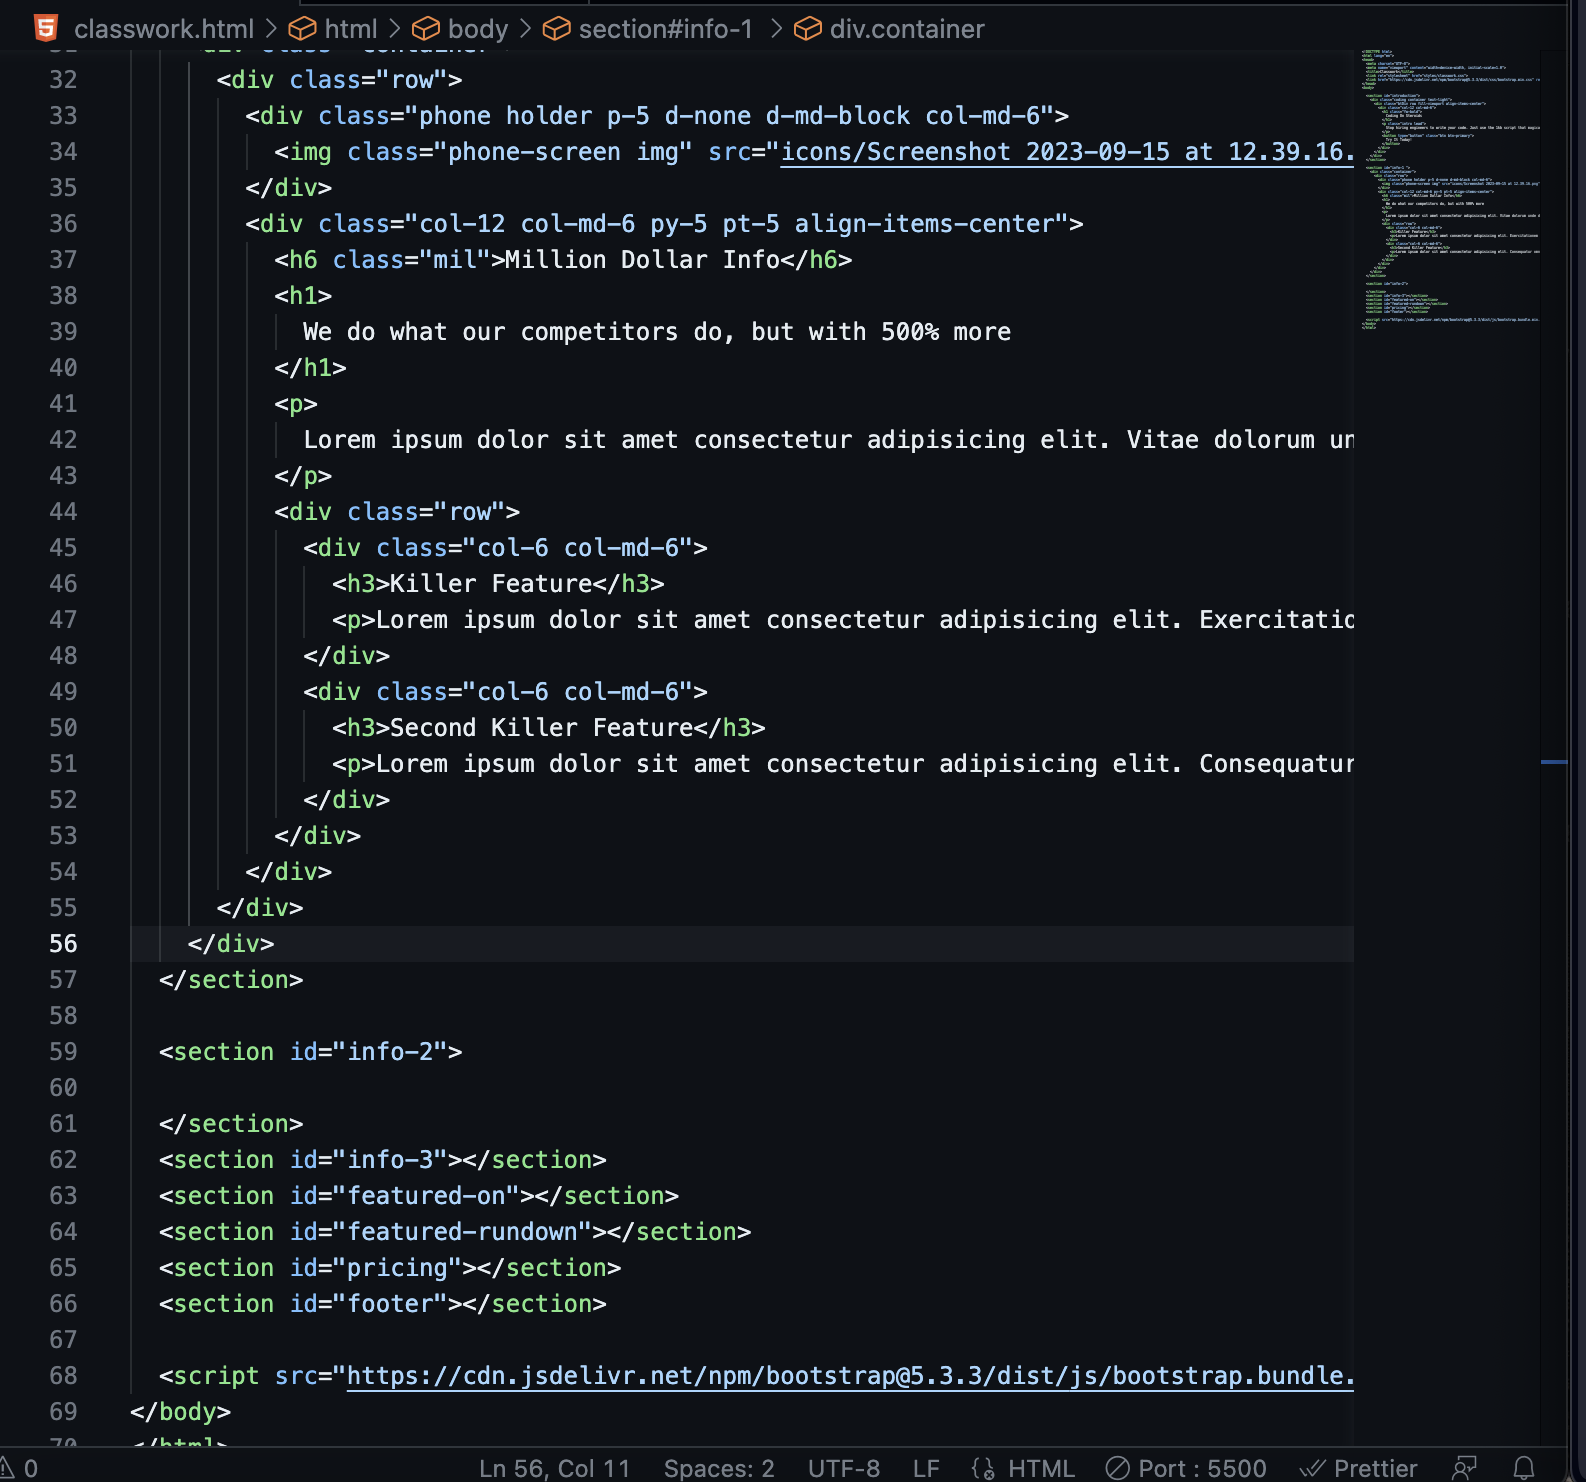 classwork.html > html > body > section#info-1 > div.container
32 <div class="row">
33 <div class="phone holder p-5 d-none d-md-block col-md-6">
34 <img class="phone-screen img" src="icons/Screenshot 2023-09-15 at 12.39.16.
35 </div>
36 <div class="col-12 col-md-6 py-5 pt-5 align-items-center">
37 <h6 class="mil">Million Dollar Info</h6>
38 <h1>
39 We do what our competitors do, but with 500% more
40 </h1>
41 <p>
42 Lorem ipsum dolor sit amet consectetur adipisicing elit. Vitae dolorum un
43 </p>
44 <div class="row">
45 <div class="col-6 col-md-6">
46 <h3>Killer Feature</h3>
47 <p>Lorem ipsum dolor sit amet consectetur adipisicing elit. Exercitatio
48 </div>
49 <div class="col-6 col-md-6">
50 <h3>Second Killer Feature</h3>
51 <p>Lorem ipsum dolor sit amet consectetur adipisicing elit. Consequatur
52 </div>
53 </div>
54 </div>
55 </div>
56 </div>
57 </section>
58
59 <section id="info-2">
60
61 </section>
62 <section id="info-3"></section>
63 <section id="featured-on"></section>
64 <section id="featured-rundown"></section>
65 <section id="pricing"></section>
66 <section id="footer"></section>
67
68 <script src="https://cdn.jsdelivr.net/npm/bootstrap@5.3.3/dist/js/bootstrap.bundle.
69 </body>
70 </html>
0 Ln 56, Col 11 Spaces: 2 UTF-8 LF HTML Port : 5500 Prettier